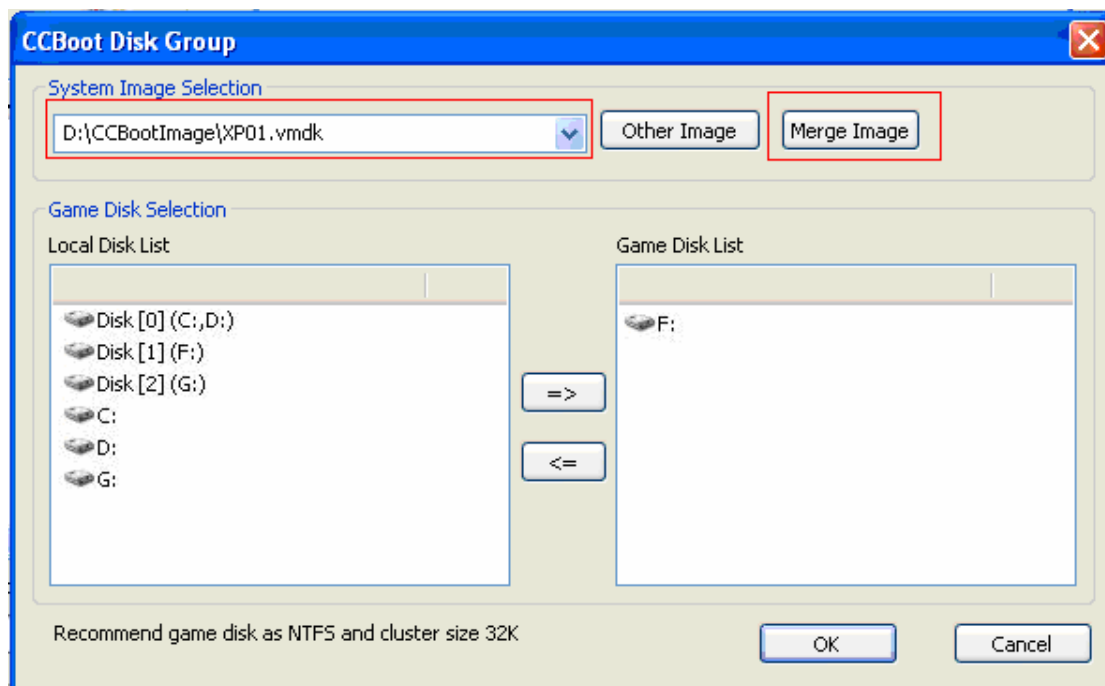 CCBoot Disk Group
System Image Selection
D:\CCBootImage\XP01.vmdk
Other Image
Merge Image
Game Disk Selection
Local Disk List
Game Disk List
Disk [0] (C:,D:)
Disk [1] (F:)
Disk [2] (G:)
C:
D:
G:
F:
=>
<=
Recommend game disk as NTFS and cluster size 32K
OK
Cancel